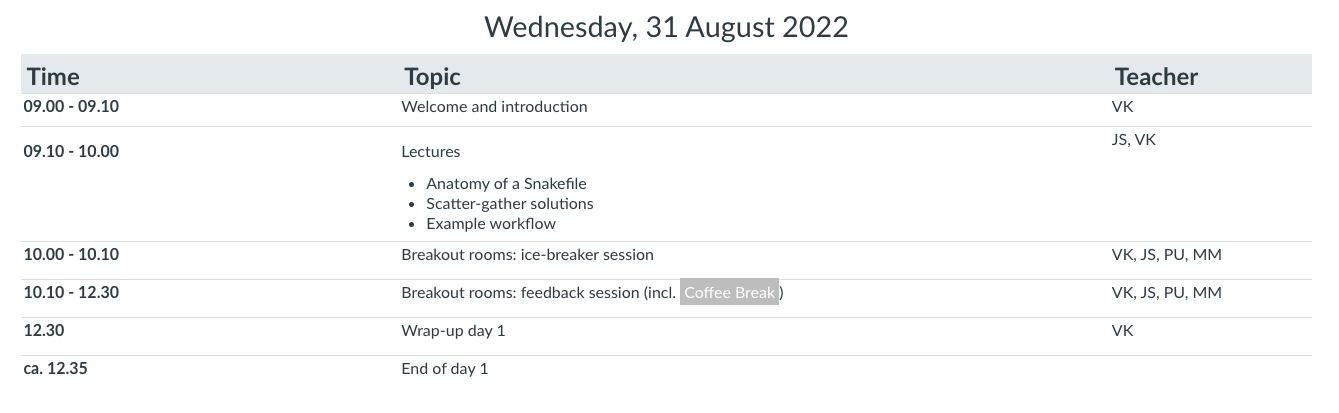 Wednesday, 31 August 2022
Time Topic Teacher
09.00 - 09.10 Welcome and introduction VK
09.10 - 10.00 Lectures JS, VK
• Anatomy of a Snakefile
• Scatter-gather solutions
• Example workflow
10.00 - 10.10 Breakout rooms: ice-breaker session VK, JS, PU, MM
10.10 - 12.30 Breakout rooms: feedback session (incl. Coffee Break) VK, JS, PU, MM
12.30 Wrap-up day 1 VK
ca. 12.35 End of day 1